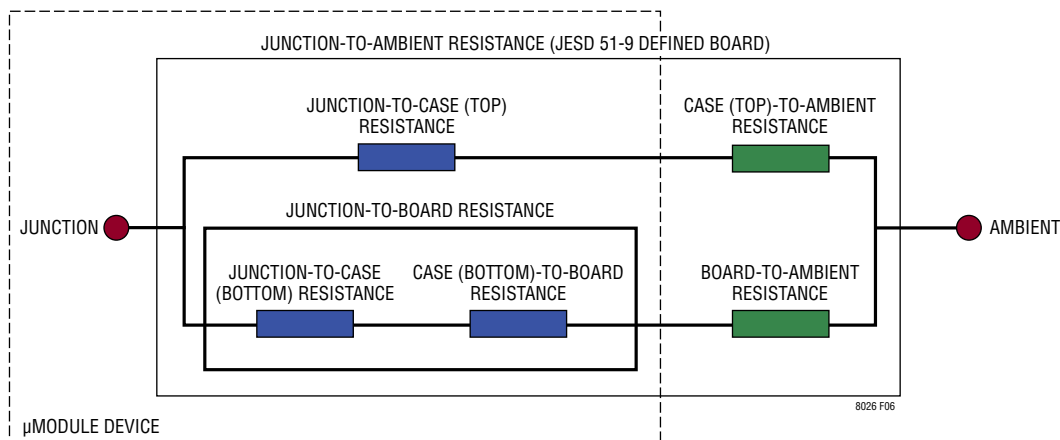 JUNCTION-TO-AMBIENT RESISTANCE (JESD 51-9 DEFINED BOARD)
JUNCTION-TO-CASE (TOP)
RESISTANCE
CASE (TOP)-TO-AMBIENT
RESISTANCE
JUNCTION
JUNCTION-TO-BOARD RESISTANCE
AMBIENT
JUNCTION-TO-CASE
(BOTTOM) RESISTANCE
CASE (BOTTOM)-TO-BOARD
RESISTANCE
BOARD-TO-AMBIENT
RESISTANCE
8026 F06
µMODULE DEVICE